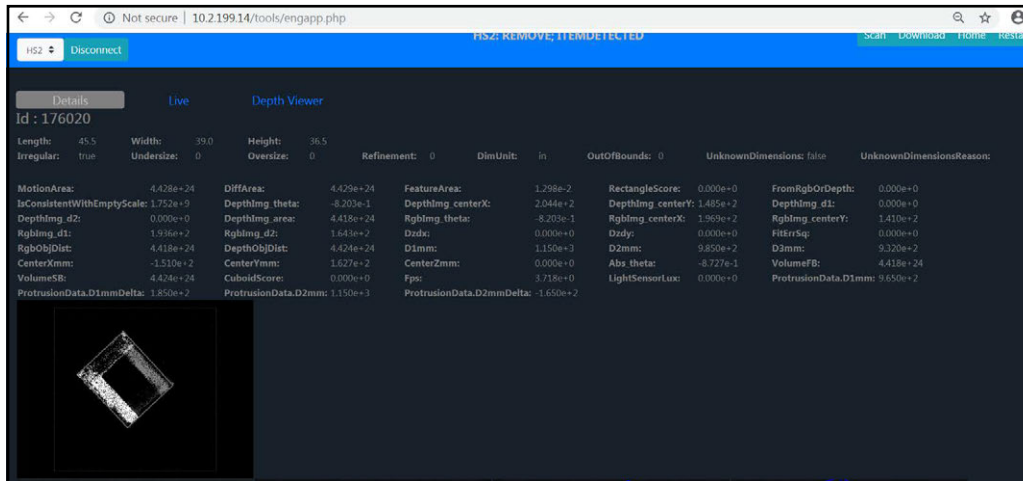 Not secure | 10.2.199.14/tools/engapp.php
HS2: REMOVE; ITEMDETECTED
Scan Download Home Resta
HS2 Disconnect
Details Live Depth Viewer
Id : 176020
Length: 45.5 Width: 39.0 Height: 36.5
Irregular: true Undersize: 0 Oversize: 0 Refinement: 0 DimUnit: in OutOfBounds: 0 UnknownDimensions: false UnknownDimensionsReason:
MotionArea: 4.428e+24 DiffArea: 4.429e+24 FeatureArea: 1.298e-2 RectangleScore: 0.000e+0 FromRgbOrDepth: 0.000e+0
IsConsistentWithEmptyScale: 1.752e+9 DepthImg_theta: -8.203e-1 DepthImg_centerX: 2.044e+2 DepthImg_centerY: 1.485e+2 DepthImg_d1: 0.000e+0
DepthImg_d2: 0.000e+0 DepthImg_area: 4.418e+24 RgbImg_theta: -8.203e-1 RgbImg_centerX: 1.969e+2 RgbImg_centerY: 1.410e+2
RgbImg_d1: 1.936e+2 RgbImg_d2: 1.643e+2 Dzdx: 0.000e+0 Dzdy: 0.000e+0 FitErrSq: 0.000e+0
RgbObjDist: 4.418e+24 DepthObjDist: 4.424e+24 D1mm: 1.150e+3 D2mm: 9.850e+2 D3mm: 9.320e+2
CenterXmm: -1.510e+2 CenterYmm: 1.627e+2 CenterZmm: 0.000e+0 Abs_theta: -8.727e-1 VolumeFB: 4.418e+24
VolumeSB: 4.424e+24 CuboidScore: 0.000e+0 Fps: 3.718e+0 LightSensorLux: 0.000e+0 ProtrusionData.D1mm: 9.650e+2
ProtrusionData.D1mmDelta: 1.850e+2 ProtrusionData.D2mm: 1.150e+3 ProtrusionData.D2mmDelta: -1.650e+2